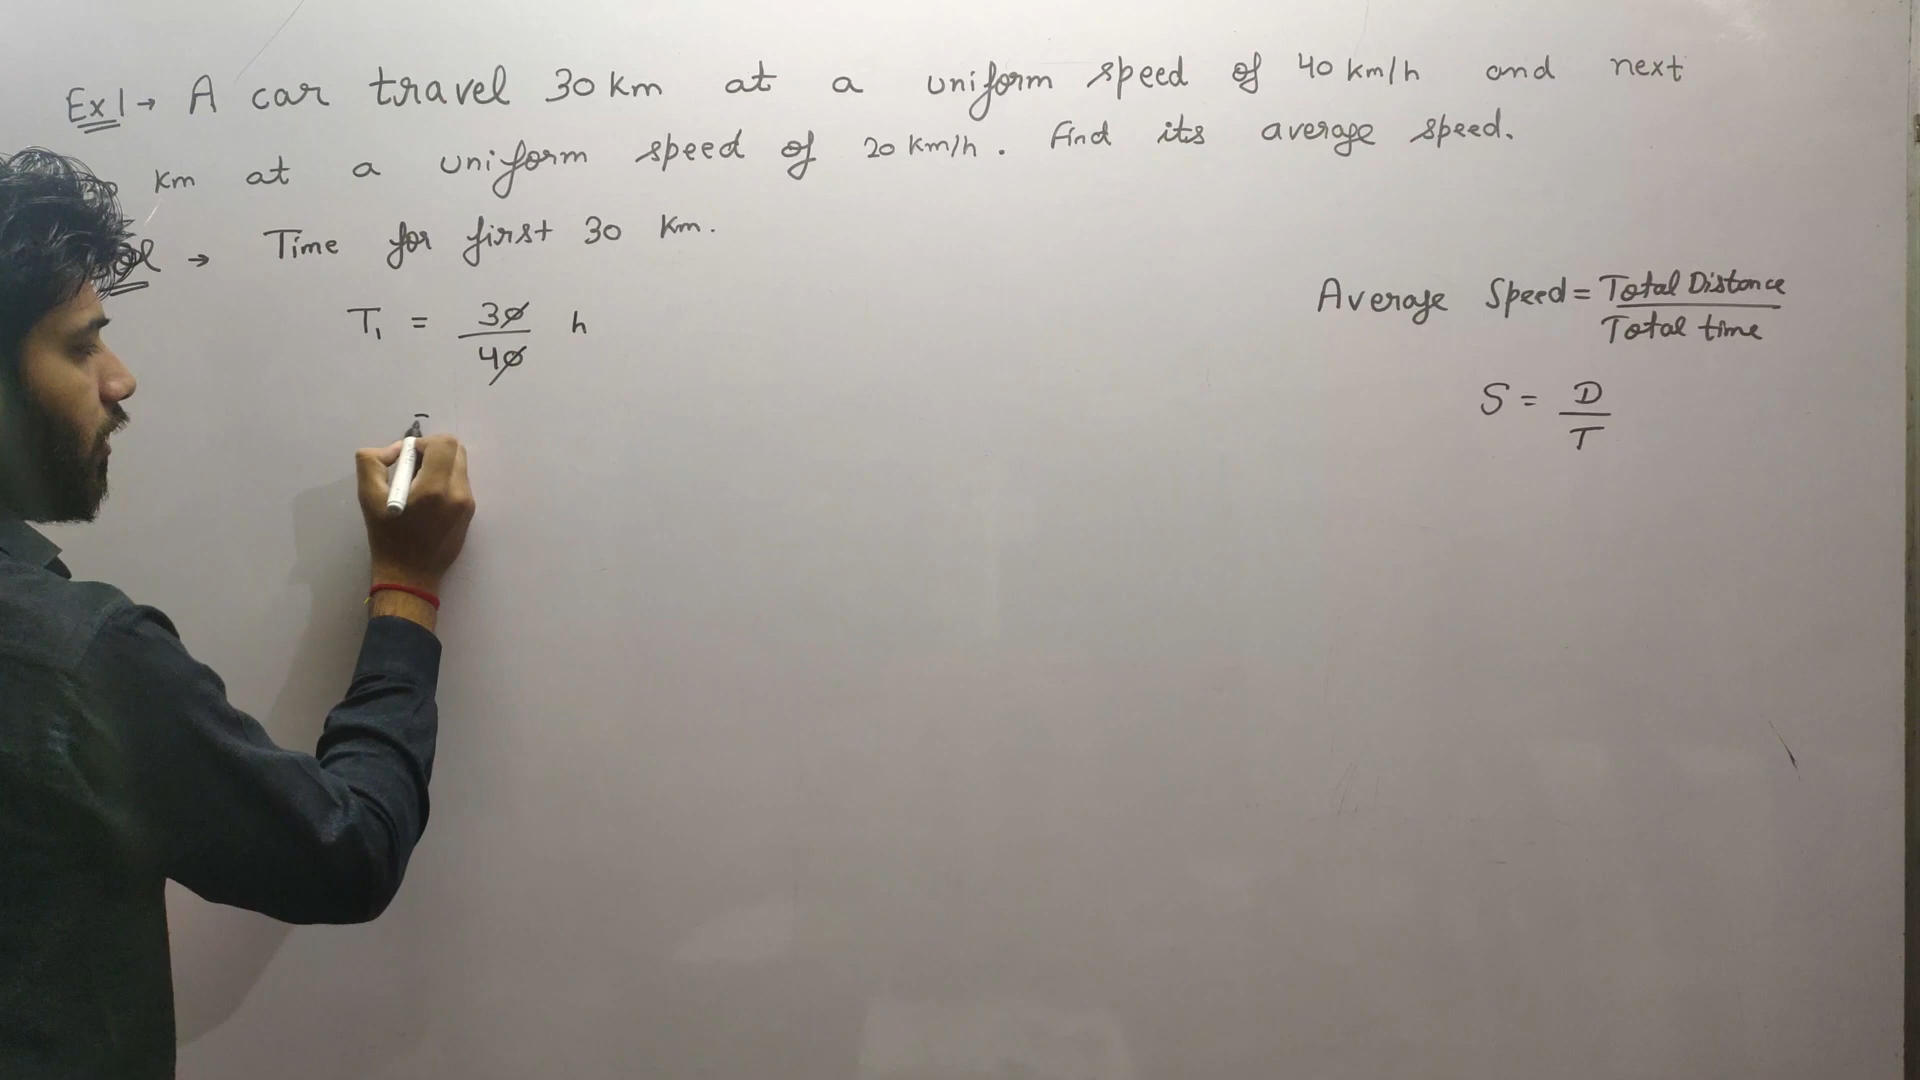 Ex1→ A car travel 30 km at a uniform speed of 40 km/h and next
km at a uniform speed of 20 km/h. Find its average speed.
→ Time for first 30 km.
T₁ = 30/40 h
=
Average Speed = Total Distance/Total time
S = D/T